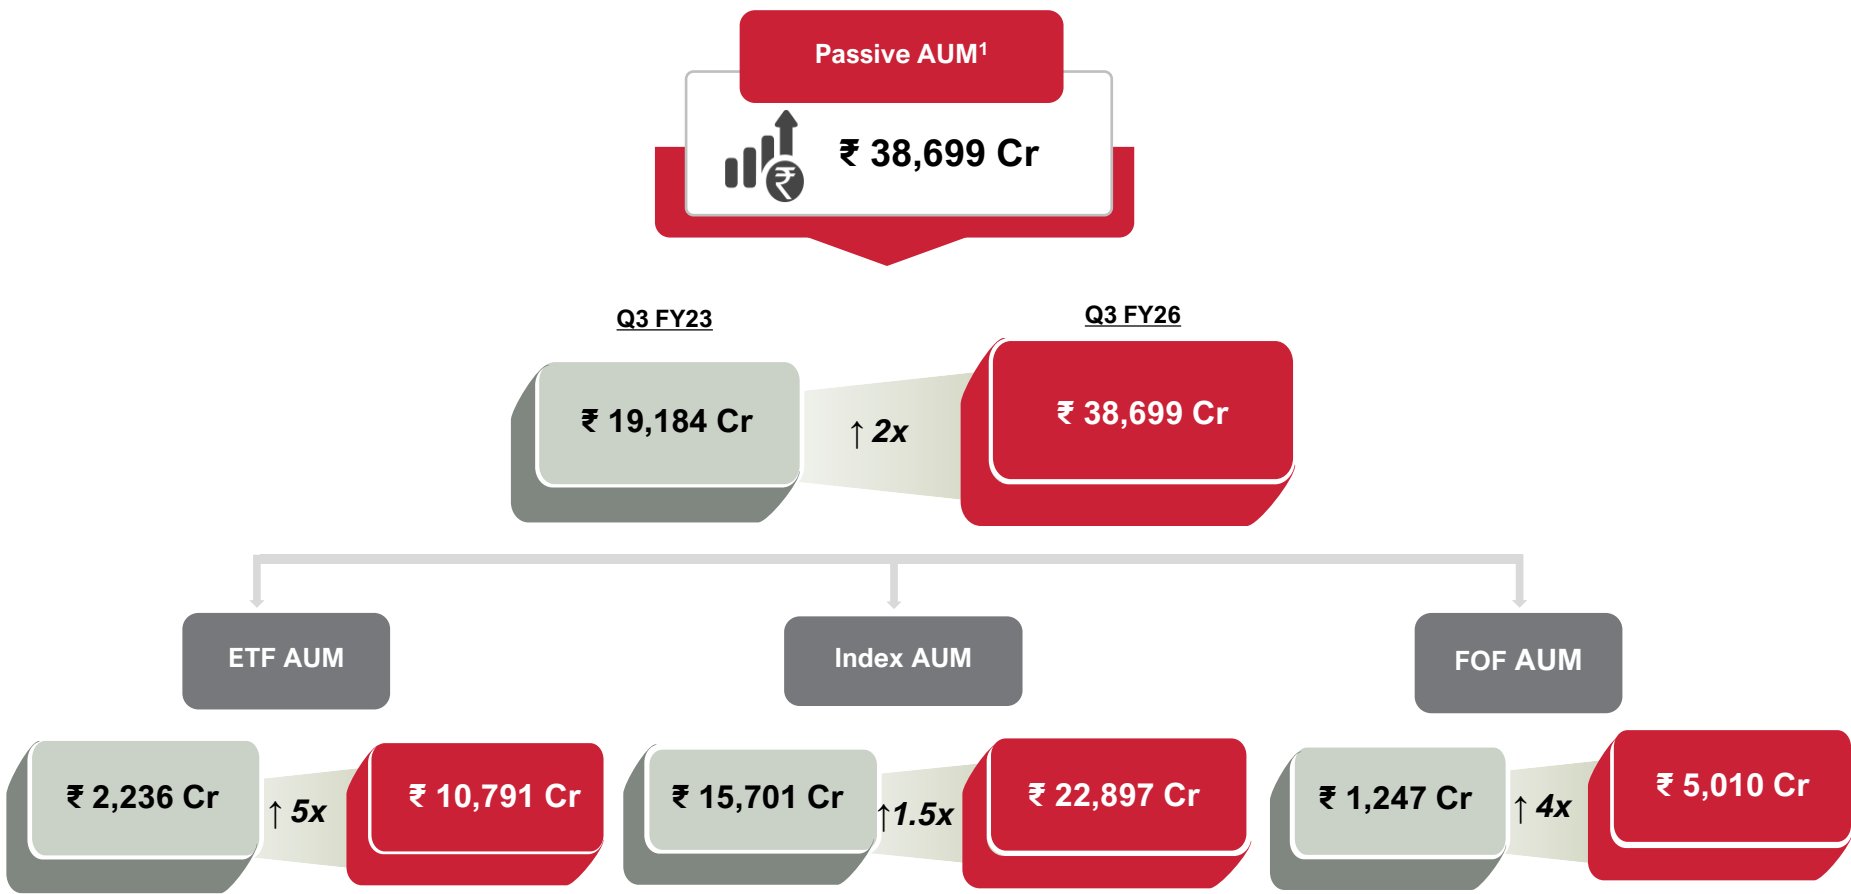 Passive AUM¹
₹ 38,699 Cr
Q3 FY23
Q3 FY26
₹ 19,184 Cr
↑ 2x
₹ 38,699 Cr
ETF AUM
Index AUM
FOF AUM
₹ 2,236 Cr
↑ 5x
₹ 10,791 Cr
₹ 15,701 Cr
↑1.5x
₹ 22,897 Cr
₹ 1,247 Cr
↑ 4x
₹ 5,010 Cr